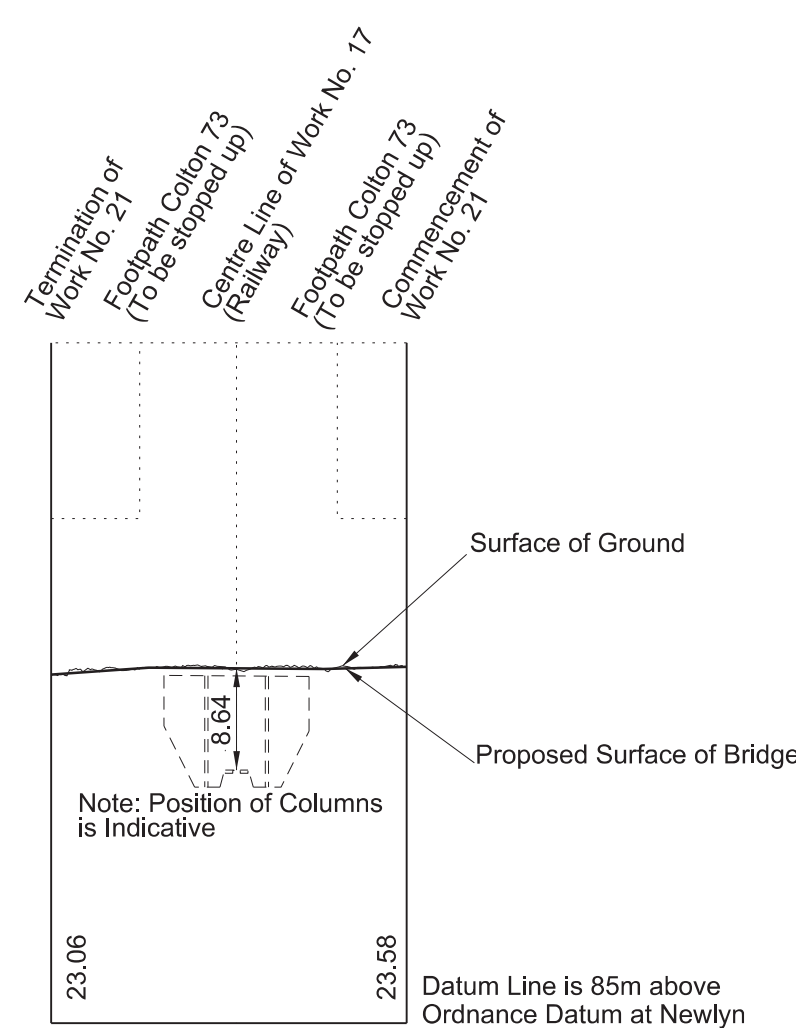 Termination of
Work No. 21
Footpath Colton 73
(To be stopped up)
Centre Line of Work No. 17
(Railway)
Footpath Colton 73
(To be stopped up)
Commencement of
Work No. 21
Surface of Ground
8.64
Proposed Surface of Bridge
Note: Position of Columns
is Indicative
23.06
23.58
Datum Line is 85m above
Ordnance Datum at Newlyn